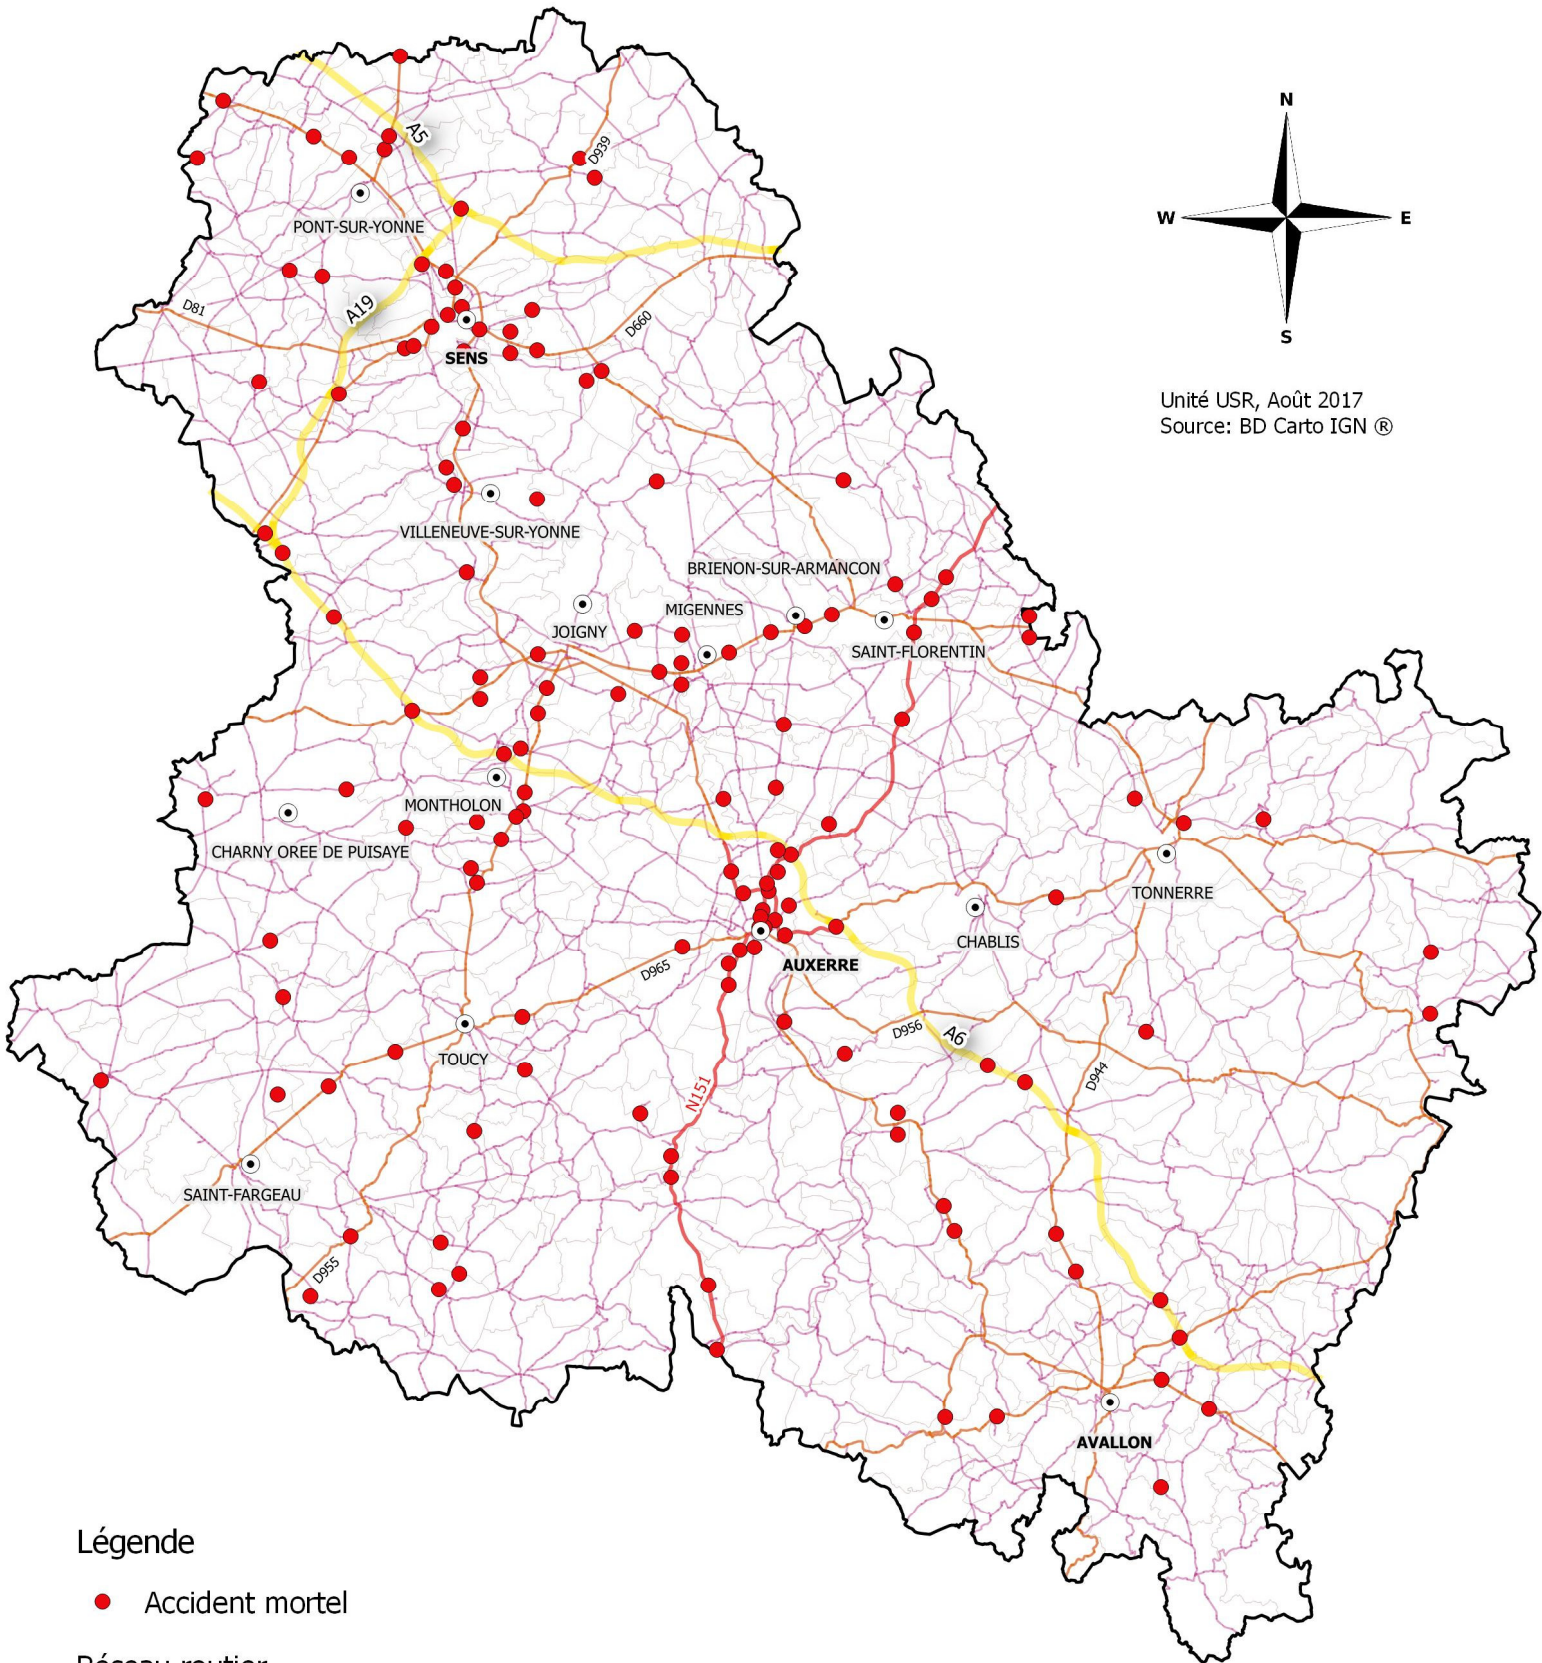 N
A5
D939
W
E
PONT-SUR-YONNE
A19
D81
D660
S
SENS
Unité USR, Août 2017
Source: BD Carto IGN ®
VILLENEUVE-SUR-YONNE
BRIENON-SUR-ARMANCON
MIGENNES
JOIGNY
SAINT-FLORENTIN
MONTHOLON
CHARNY OREE DE PUISAYE
TONNERRE
CHABLIS
AUXERRE
D965
D956
A6
TOUCY
D944
N151
SAINT-FARGEAU
D955
AVALLON
Légende
Accident mortel
Réseau routier